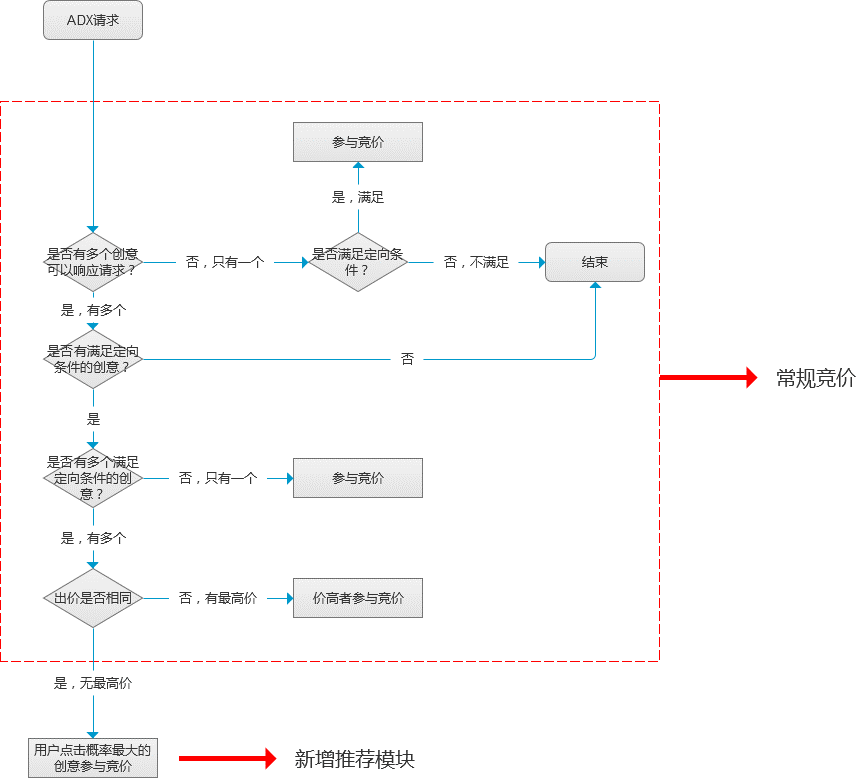 ADX请求
参与竞价
是，满足
是否有多个创意
可以响应请求？
否，只有一个
是否满足定向条
件？
否，不满足
结束
是，有多个
是否有满足定向
条件的创意？
否
常规竞价
是
是否有多个满足
定向条件的创
意？
否，只有一个
参与竞价
是，有多个
出价是否相同
否，有最高价
价高者参与竞价
是，无最高价
用户点击概率最大的
创意参与竞价
新增推荐模块